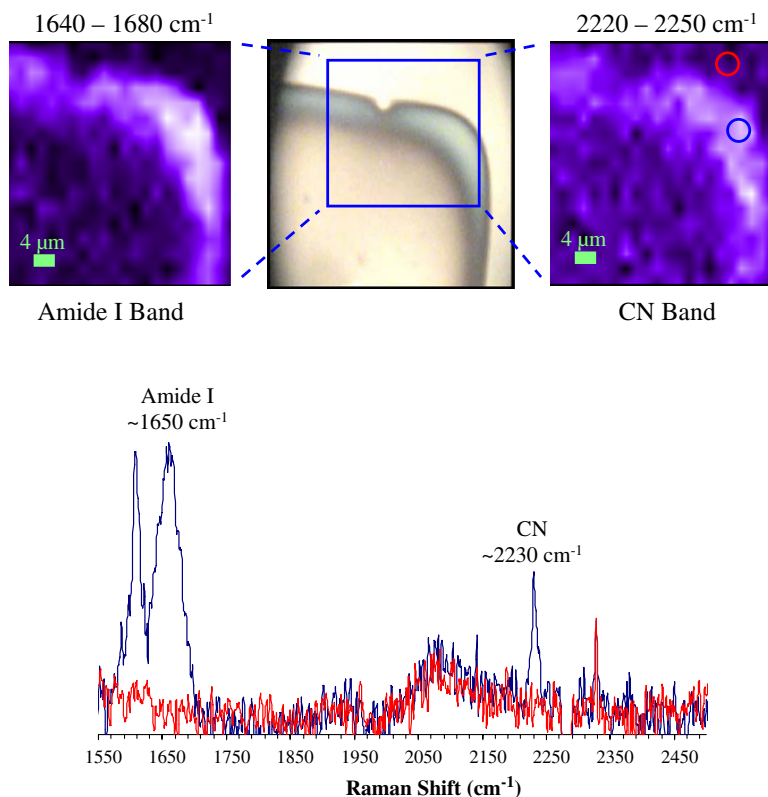 1640 – 1680 cm-1
2220 – 2250 cm-1
4 µm
4 µm
Amide I Band
CN Band
Amide I
~1650 cm-1
CN
~2230 cm-1
1550 1650 1750 1850 1950 2050 2150 2250 2350 2450
Raman Shift (cm-1)